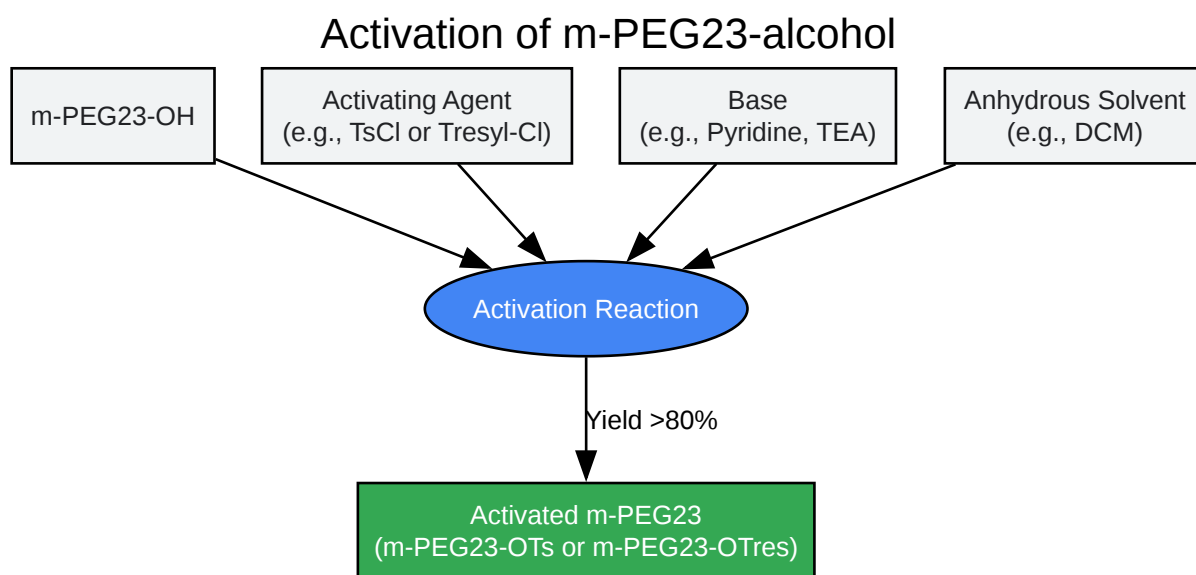 Activation of m-PEG23-alcohol
m-PEG23-OH
Activating Agent
(e.g., TsCl or Tresyl-Cl)
Base
(e.g., Pyridine, TEA)
Anhydrous Solvent
(e.g., DCM)
Activation Reaction
Yield >80%
Activated m-PEG23
(m-PEG23-OTs or m-PEG23-OTres)